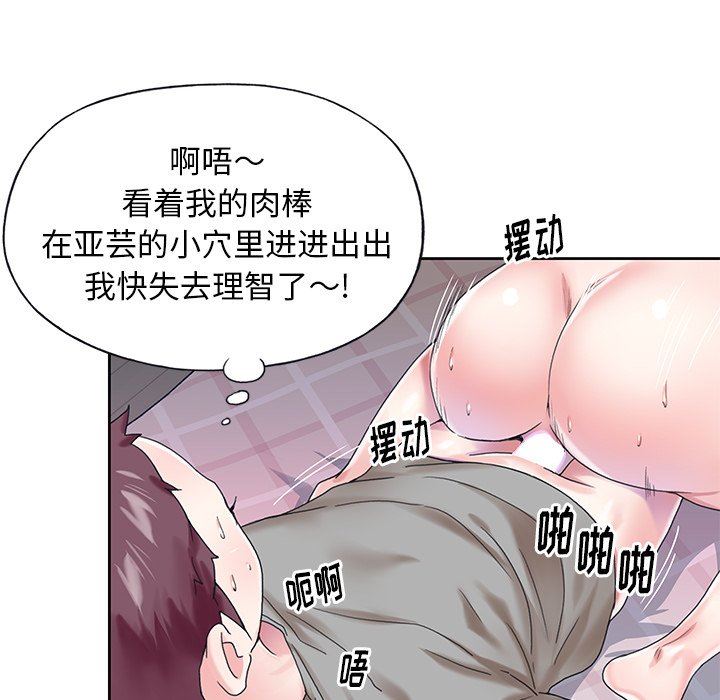 啊唔～
看着我的肉棒
在亚芸的小穴里进进出出
我快失去理智了～!
摆动
摆动
啪啪啪
呃啊
唔